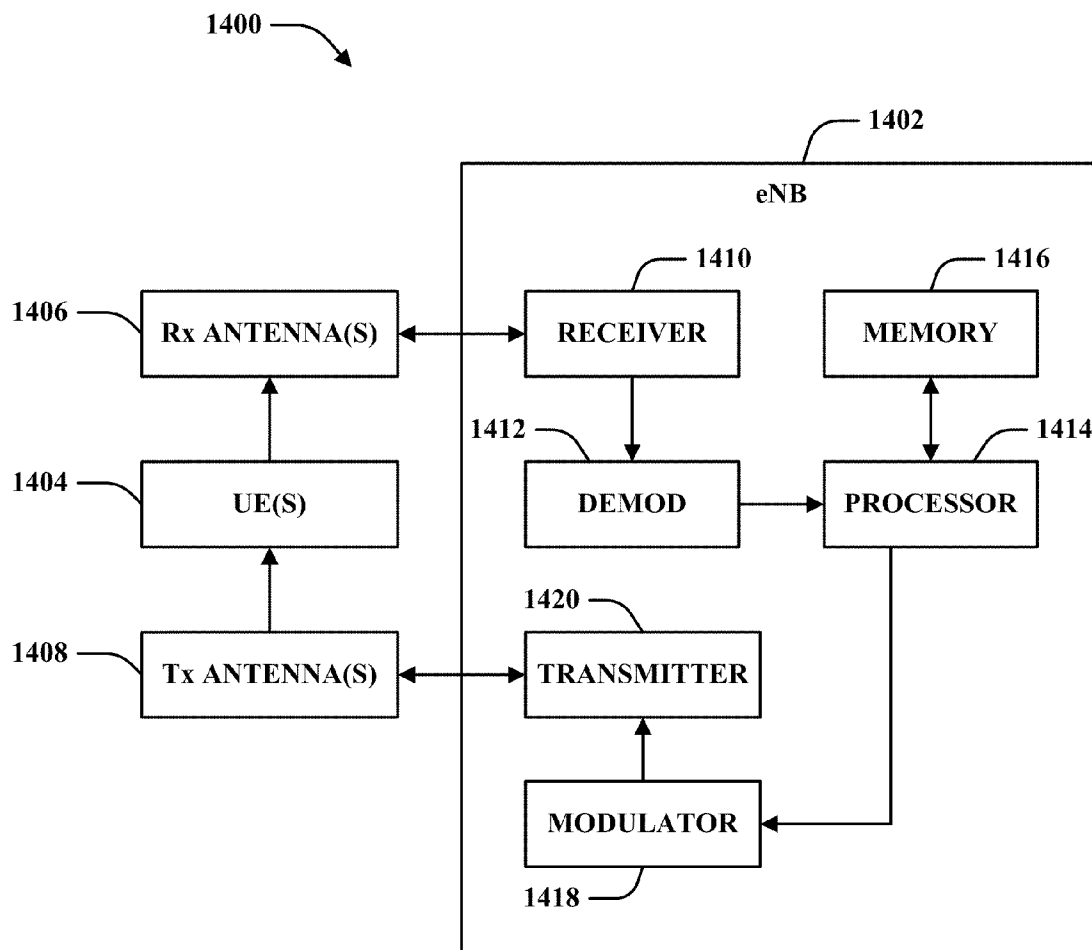 1400
1402
eNB
1410
1416
1406
Rx ANTENNA(S)
RECEIVER
MEMORY
1412
1414
1404
UE(S)
DEMOD
PROCESSOR
1420
1408
Tx ANTENNA(S)
TRANSMITTER
MODULATOR
1418